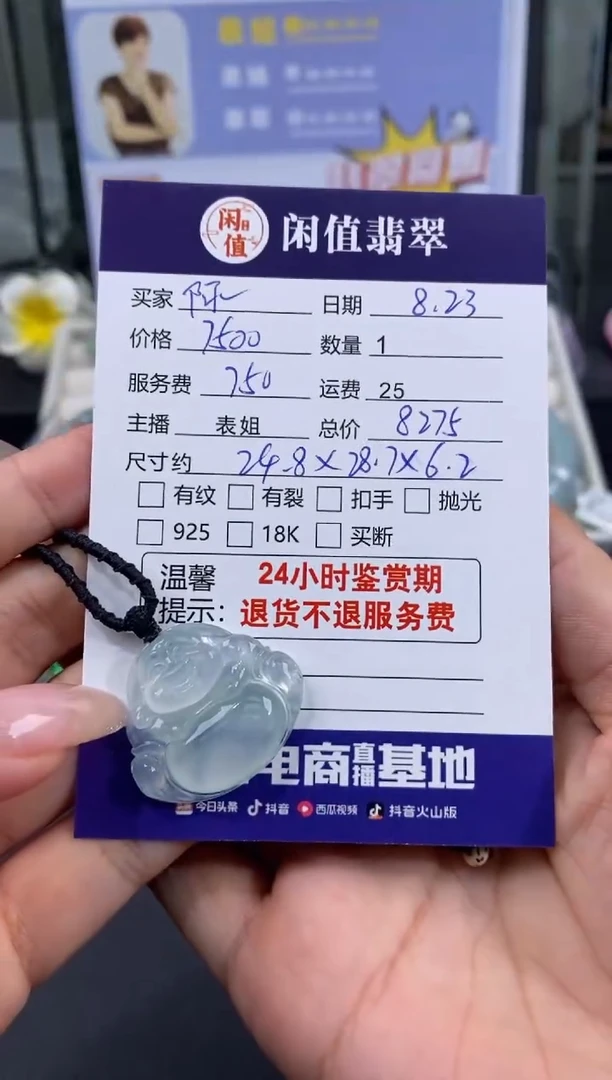 闲值
闲值翡翠
买家 日期 8.23
价格 7500 数量 1
服务费 750 运费 25
主播 表姐 总价 8275
尺寸约 24.8×28.7×6.2
有纹 有裂 扣手 抛光
925 18K 买断
温馨 24小时鉴赏期
提示: 退货不退服务费
电商直播基地
今日头条 抖音 西瓜视频 抖音火山版